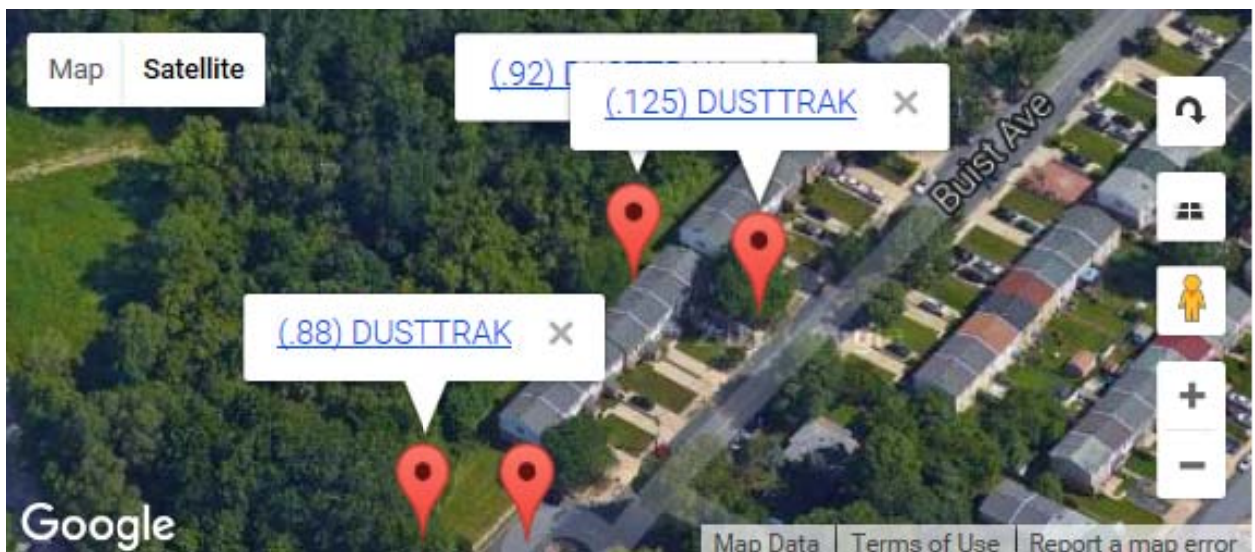 Map Satellite
(.92)
(.125) DUSTTRAK ×
Buist Ave
(.88) DUSTTRAK ×
Google
Map Data Terms of Use Report a map error